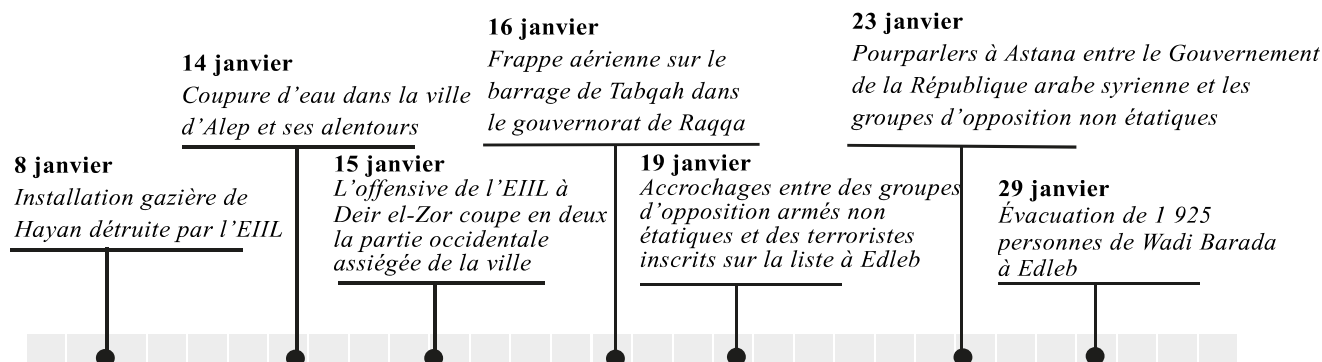 8 janvier
Installation gazière de
Hayan détruite par l’EIIL
14 janvier
Coupure d’eau dans la ville
d’Alep et ses alentours
15 janvier
L’offensive de l’EIIL à
Deir el-Zor coupe en deux
la partie occidentale
assiégée de la ville
16 janvier
Frappe aérienne sur le
barrage de Tabqah dans
le gouvernorat de Raqqa
19 janvier
Accrochages entre des groupes
d’opposition armés non
étatiques et des terroristes
inscrits sur la liste à Edleb
23 janvier
Pourparlers à Astana entre le Gouvernement
de la République arabe syrienne et les
groupes d’opposition non étatiques
29 janvier
Évacuation de 1 925
personnes de Wadi Barada
à Edleb